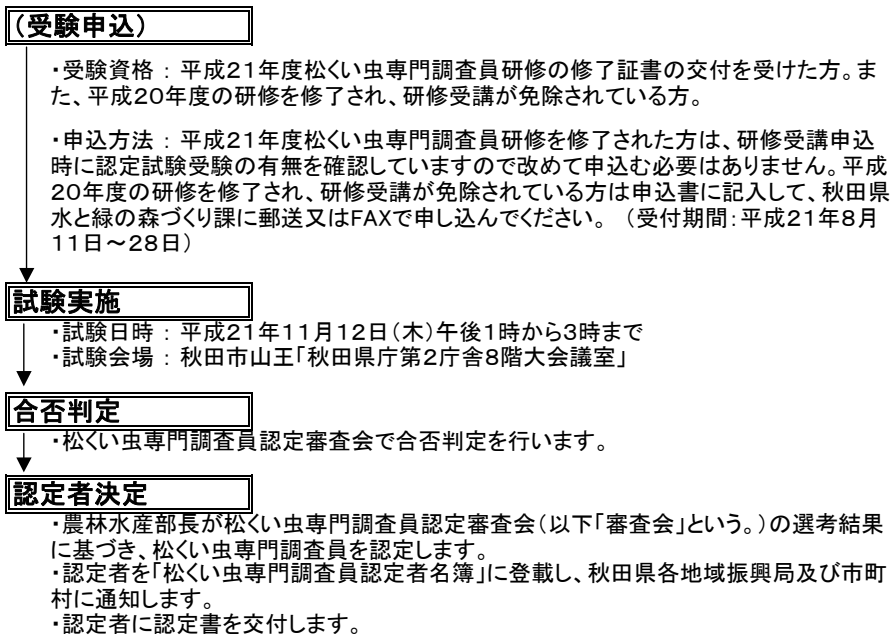 （受験申込）
・受験資格 ： 平成２１年度松くい虫専門調査員研修の修了証書の交付を受けた方。ま
た、平成２０年度の研修を修了され、研修受講が免除されている方。
・申込方法 ： 平成２１年度松くい虫専門調査員研修を修了された方は、研修受講申込
時に認定試験受験の有無を確認していますので改めて申込む必要はありません。平成
２０年度の研修を修了され、研修受講が免除されている方は申込書に記入して、秋田県
水と緑の森づくり課に郵送又はFAXで申し込んでください。 （受付期間：平成２１年８月
１１日～２８日）
試験実施
・試験日時 ： 平成２１年１１月１２日（木）午後１時から３時まで
・試験会場 ： 秋田市山王「秋田県庁第２庁舎８階大会議室」
合否判定
・松くい虫専門調査員認定審査会で合否判定を行います。
認定者決定
・農林水産部長が松くい虫専門調査員認定審査会（以下「審査会」という。）の選考結果
に基づき、松くい虫専門調査員を認定します。
・認定者を「松くい虫専門調査員認定者名簿」に登載し、秋田県各地域振興局及び市町
村に通知します。
・認定者に認定書を交付します。